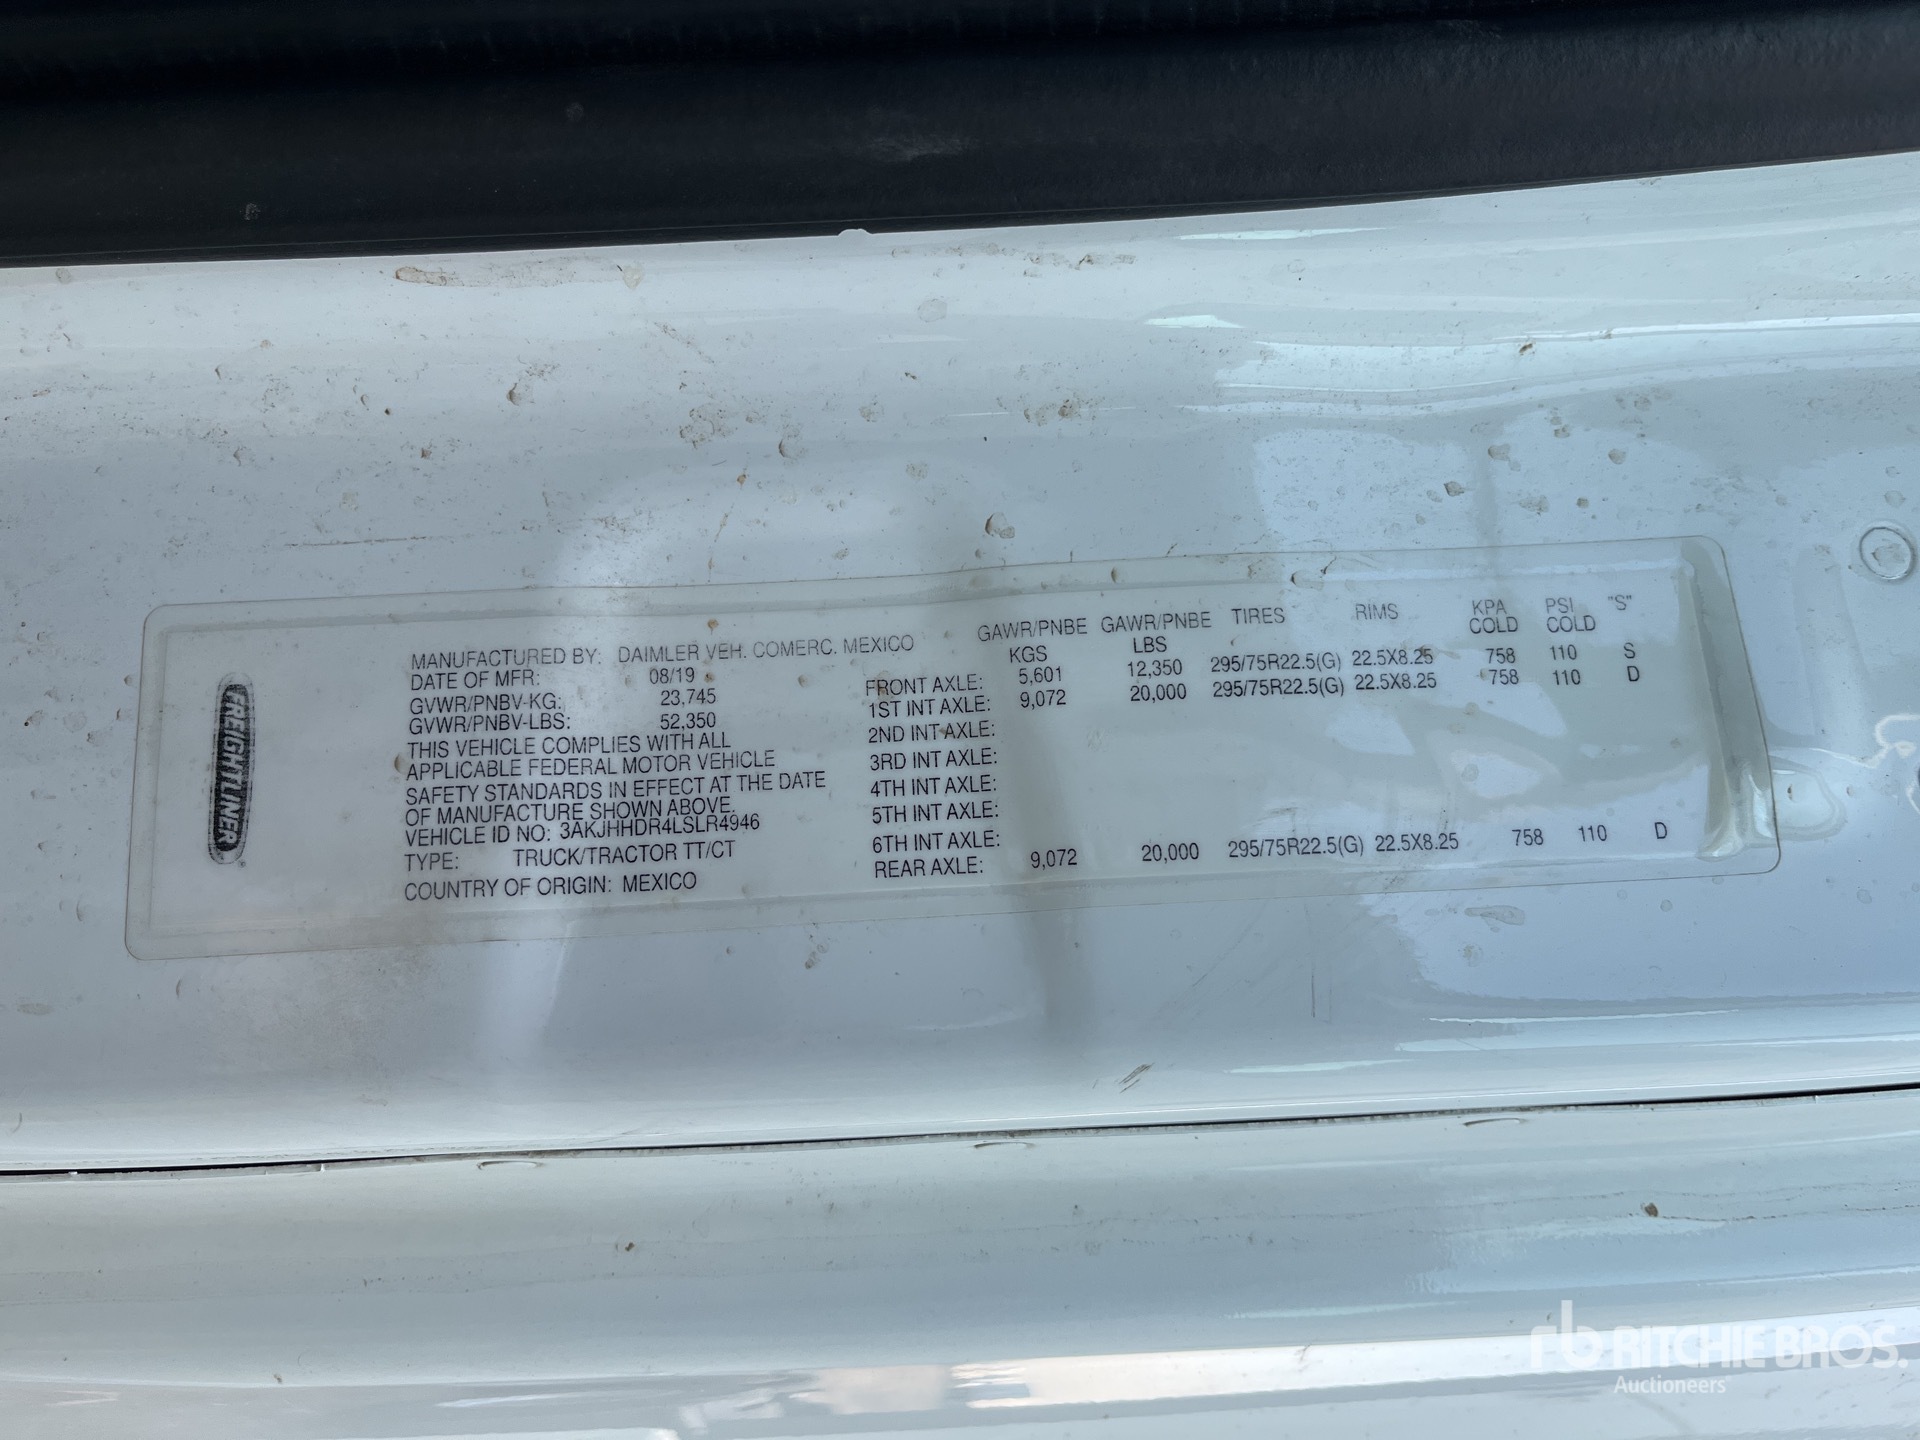 FREIGHTLINER
MANUFACTURED BY: DAIMLER VEH. COMERC. MEXICO
DATE OF MFR: 08/19
GVWR/PNBV-KG: 23,745
GVWR/PNBV-LBS: 52,350
THIS VEHICLE COMPLIES WITH ALL
APPLICABLE FEDERAL MOTOR VEHICLE
SAFETY STANDARDS IN EFFECT AT THE DATE
OF MANUFACTURE SHOWN ABOVE.
VEHICLE ID NO: 3AKJHHDR4LSLR4946
TYPE: TRUCK/TRACTOR TT/CT
COUNTRY OF ORIGIN: MEXICO
GAWR/PNBE GAWR/PNBE TIRES RIMS KPA PSI "S"
KGS LBS COLD COLD
FRONT AXLE: 5,601 12,350 295/75R22.5(G) 22.5X8.25 758 110 S
1ST INT AXLE: 9,072 20,000 295/75R22.5(G) 22.5X8.25 758 110 D
2ND INT AXLE:
3RD INT AXLE:
4TH INT AXLE:
5TH INT AXLE:
6TH INT AXLE:
REAR AXLE: 9,072 20,000 295/75R22.5(G) 22.5X8.25 758 110 D
rb RITCHIE BROS.
Auctioneers